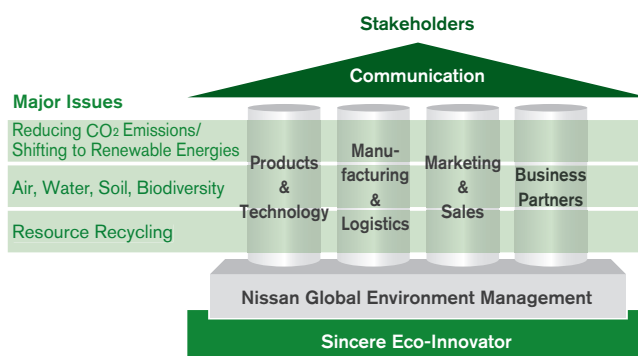 Stakeholders
Communication
Major Issues
Reducing CO2 Emissions/
Shifting to Renewable Energies
Air, Water, Soil, Biodiversity
Resource Recycling
Products
&
Technology
Manu-
facturing
&
Logistics
Marketing
&
Sales
Business
Partners
Nissan Global Environment Management
Sincere Eco-Innovator